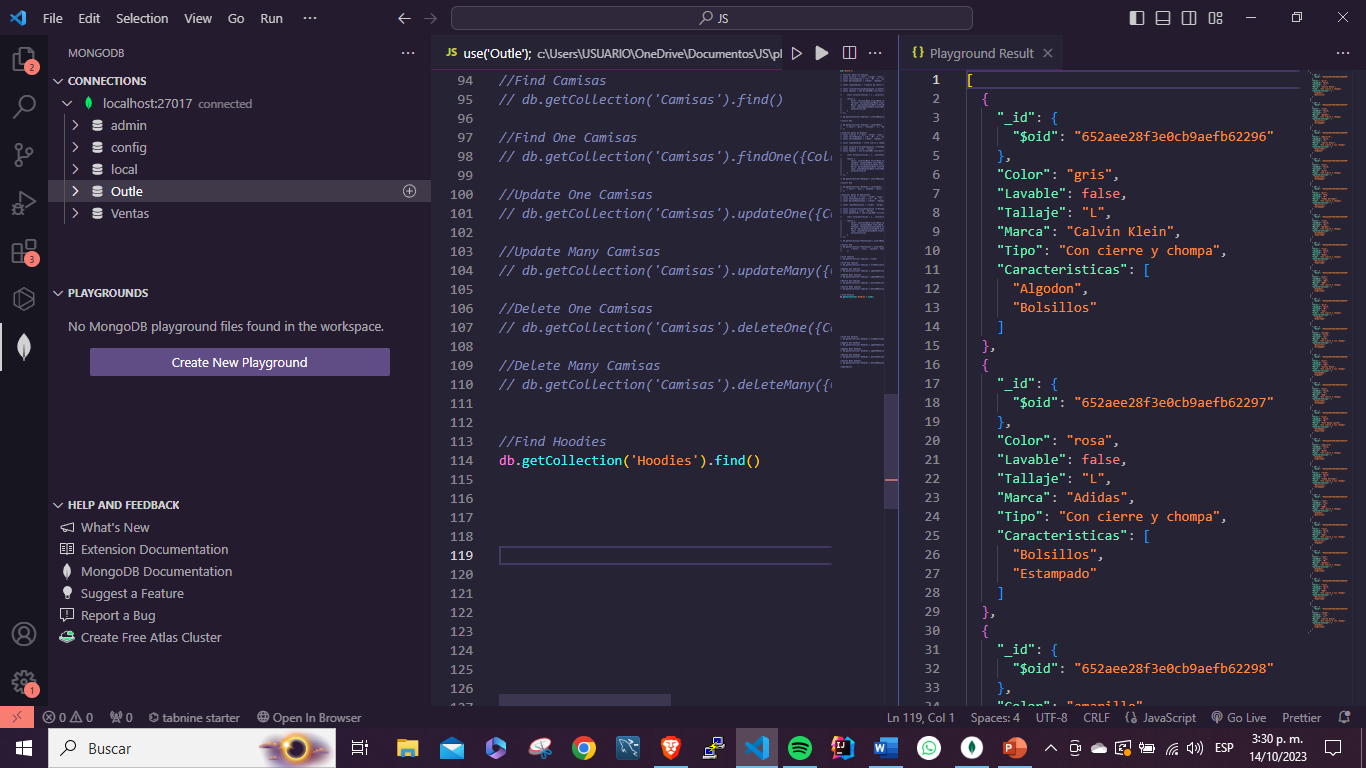 File Edit Selection View Go Run ···
JS
MONGODB
CONNECTIONS
localhost:27017 connected
admin
config
local
Outle
Ventas
PLAYGROUNDS
No MongoDB playground files found in the workspace.
Create New Playground
HELP AND FEEDBACK
What's New
Extension Documentation
MongoDB Documentation
Suggest a Feature
Report a Bug
Create Free Atlas Cluster
2
3
1
JS use('Outle'); c:\Users\USUARIO\OneDrive\Documentos\JS\pl
94 //Find Camisas
95 // db.getCollection('Camisas').find()
96
97 //Find One Camisas
98 // db.getCollection('Camisas').findOne({Col
99
100 //Update One Camisas
101 // db.getCollection('Camisas').updateOne({C
102
103 //Update Many Camisas
104 // db.getCollection('Camisas').updateMany({
105
106 //Delete One Camisas
107 // db.getCollection('Camisas').deleteOne({C
108
109 //Delete Many Camisas
110 // db.getCollection('Camisas').deleteMany({
111
112
113 //Find Hoodies
114 db.getCollection('Hoodies').find()
115
116
117
118
119
120
121
122
123
124
125
126
{} Playground Result
1 [
2 {
3 "_id": {
4 "$oid": "652aee28f3e0cb9aefb62296"
5 },
6 "Color": "gris",
7 "Lavable": false,
8 "Tallaje": "L",
9 "Marca": "Calvin Klein",
10 "Tipo": "Con cierre y chompa",
11 "Caracteristicas": [
12 "Algodon",
13 "Bolsillos"
14 ]
15 },
16 {
17 "_id": {
18 "$oid": "652aee28f3e0cb9aefb62297"
19 },
20 "Color": "rosa",
21 "Lavable": false,
22 "Tallaje": "L",
23 "Marca": "Adidas",
24 "Tipo": "Con cierre y chompa",
25 "Caracteristicas": [
26 "Bolsillos",
27 "Estampado"
28 ]
29 },
30 {
31 "_id": {
32 "$oid": "652aee28f3e0cb9aefb62298"
33 },
34 "Color": "amarillo",
0 0 0 tabnine starter Open In Browser
Ln 119, Col 1 Spaces: 4 UTF-8 CRLF {} JavaScript Go Live Prettier
Buscar
ESP
3:30 p. m.
14/10/2023